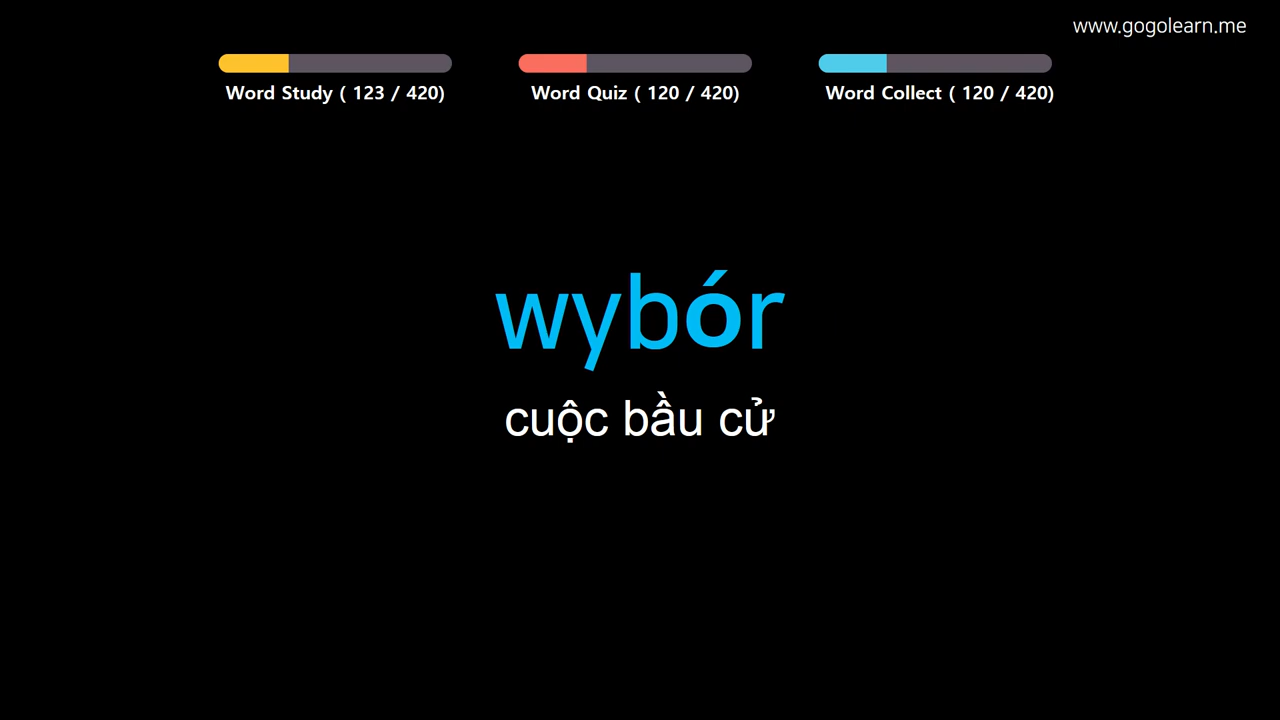 www.gogolearn.me
Word Study ( 123 / 420)
Word Quiz ( 120 / 420)
Word Collect ( 120 / 420)
wybór
cuộc bầu cử